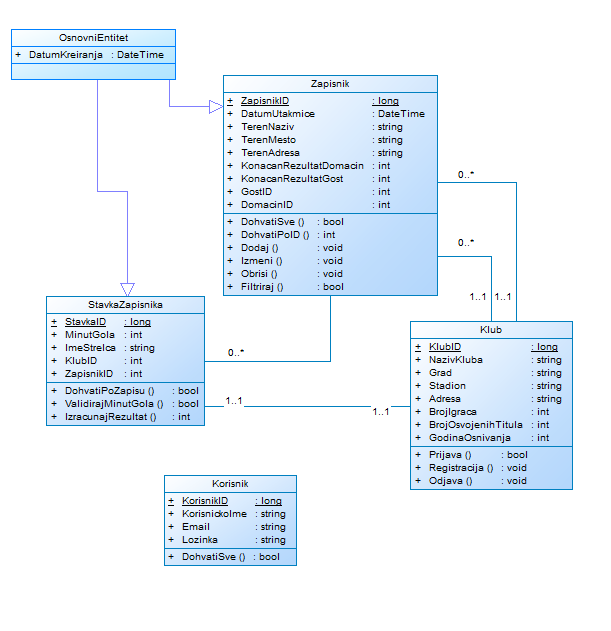 OsnovniEntitet
+ DatumKreiranja : DateTime
Zapisnik
+ ZapisnikID : long
+ DatumUtakmice : DateTime
+ TerenNaziv : string
+ TerenMesto : string
+ TerenAdresa : string
+ KonacanRezultatDomacin : int
+ KonacanRezultatGost : int
+ GostID : int
+ DomacinID : int
+ DohvatiSve () : bool
+ DohvatiPoID () : int
+ Dodaj () : void
+ Izmeni () : void
+ Obrisi () : void
+ Filtriraj () : bool
0..*
0..*
1..1
1..1
StavkaZapisnika
+ StavkaID : long
+ MinutGola : int
+ ImeStrelca : string
+ KlubID : int
+ ZapisnikID : int
+ DohvatiPoZapisu () : bool
+ ValidirajMinutGola () : bool
+ IzracunajRezultat () : int
0..*
1..1
1..1
Klub
+ KlubID : long
+ NazivKluba : string
+ Grad : string
+ Stadion : string
+ Adresa : string
+ BrojIgraca : int
+ BrojOsvojenihTitula : int
+ GodinaOsnivanja : int
+ Prijava () : bool
+ Registracija () : void
+ Odjava () : void
Korisnik
+ KorisnikID : long
+ KorisnickoIme : string
+ Email : string
+ Lozinka : string
+ DohvatiSve () : bool